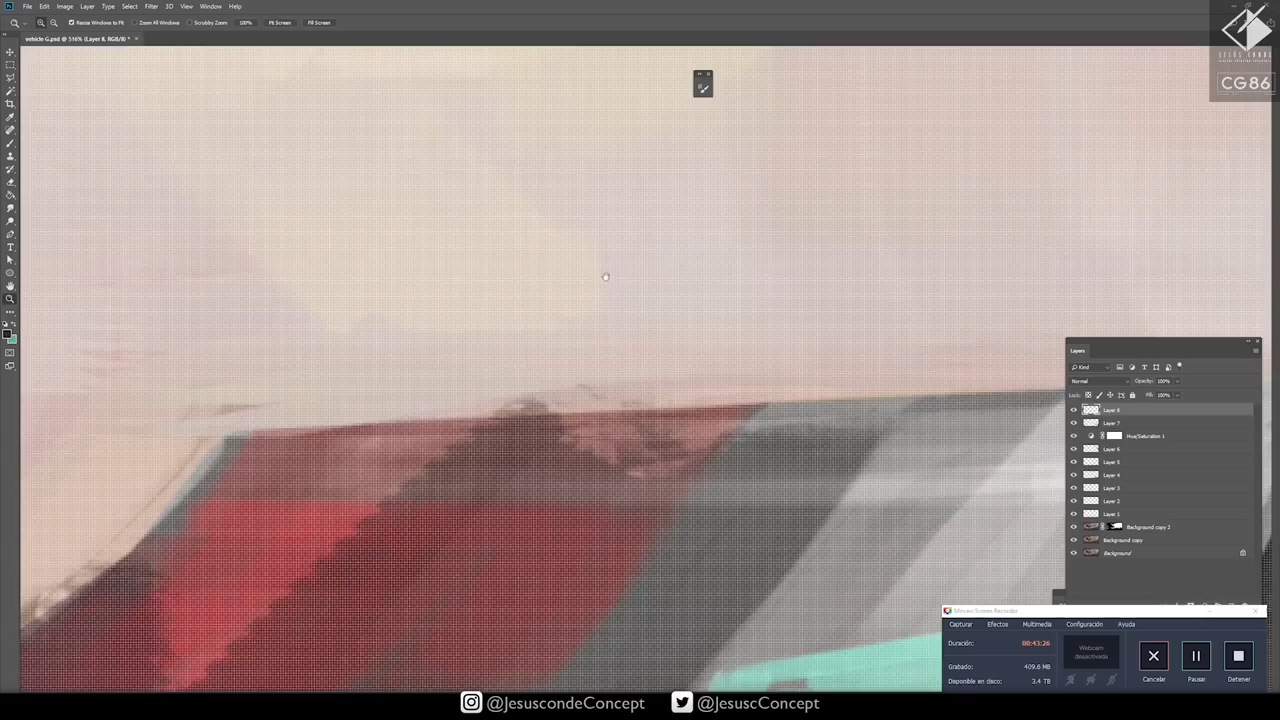 File Edit Image Layer Type Select Filter 3D View Window Help
Resize Windows to Fit Zoom All Windows Scrubby Zoom 100% Fit Screen Fill Screen
vehicle G.psd @ 516% (Layer 8, RGB/8) *
JESUS CONDE
CG86
Layers
Kind
Normal Opacity: 100%
Lock: Fill: 100%
Layer 8
Layer 7
Hue/Saturation 1
Layer 6
Layer 5
Layer 4
Layer 3
Layer 2
Layer 1
Background copy 2
Background copy
Background
Movavi Screen Recorder
Capturar Efectos Multimedia Configuración Ayuda
Duración: 00:43:26
Grabado: 409.6 MB
Disponible en disco: 3,4 TB
Webcam
desactivada
Cancelar Pausar Detener
@JesuscondeConcept @JesuscConcept